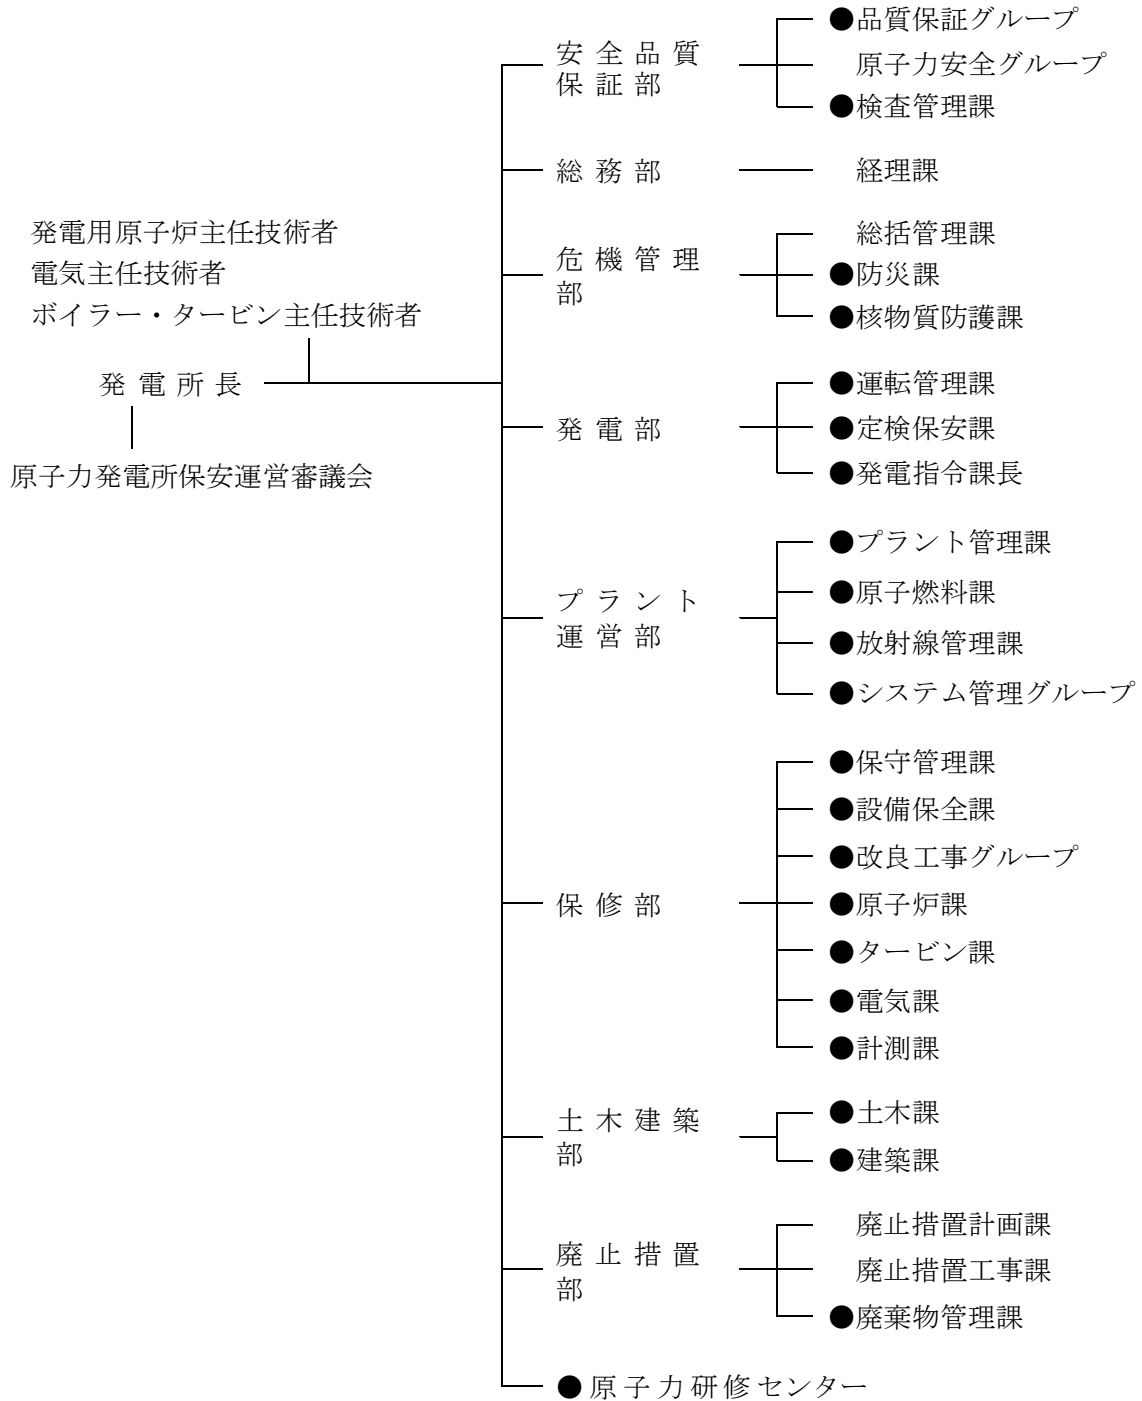 ●品質保証グループ
安全品質
保証部
原子力安全グループ
●検査管理課
総務部
経理課
発電用原子炉主任技術者
電気主任技術者
ボイラー・タービン主任技術者
発電所長
原子力発電所保安運営審議会
危機管理
部
総括管理課
●防災課
●核物質防護課
発電部
●運転管理課
●定検保安課
●発電指令課長
プラント
運営部
●プラント管理課
●原子燃料課
●放射線管理課
●システム管理グループ
保修部
●保守管理課
●設備保全課
●改良工事グループ
●原子炉課
●タービン課
●電気課
●計測課
土木建築
部
●土木課
●建築課
廃止措置
部
廃止措置計画課
廃止措置工事課
●廃棄物管理課
●原子力研修センター